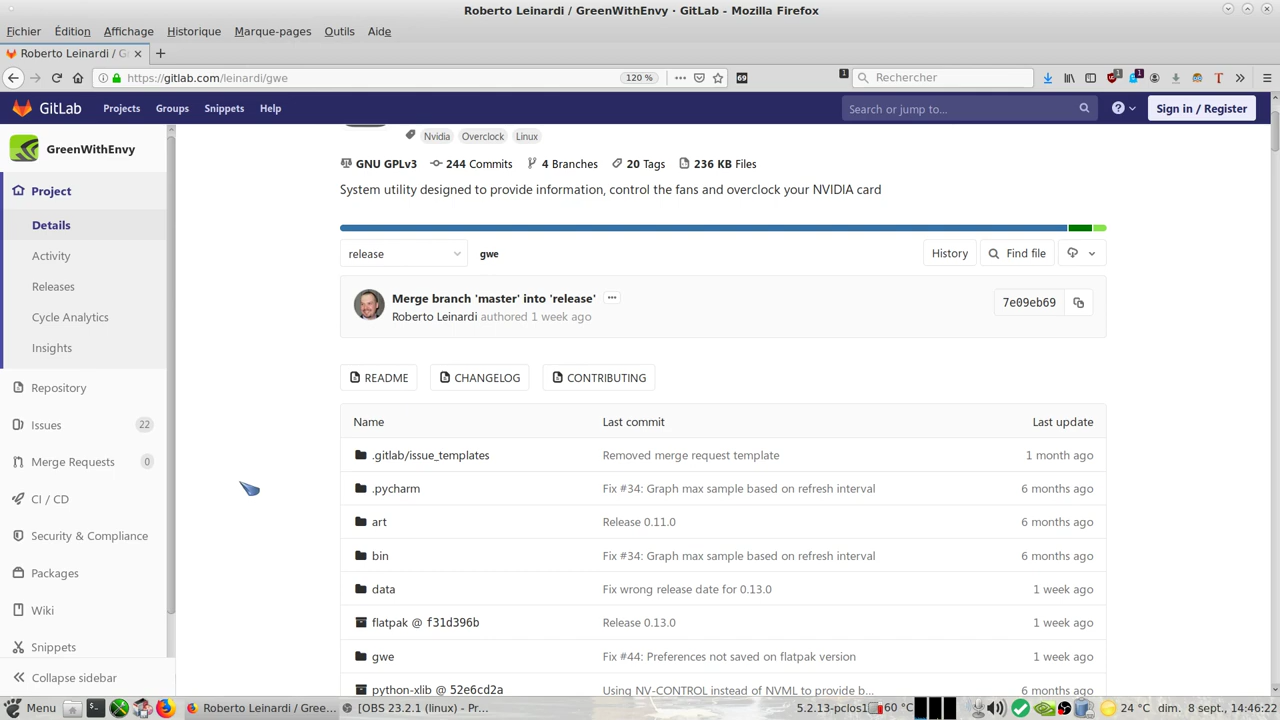 Roberto Leinardi / GreenWithEnvy · GitLab - Mozilla Firefox
Fichier Édition Affichage Historique Marque-pages Outils Aide
Roberto Leinardi / G
https://gitlab.com/leinardi/gwe 120 % Rechercher
GitLab Projects Groups Snippets Help Search or jump to... Sign in / Register
GreenWithEnvy
Project
Details
Activity
Releases
Cycle Analytics
Insights
Repository
Issues 22
Merge Requests 0
CI / CD
Security & Compliance
Packages
Wiki
Snippets
Collapse sidebar
Nvidia Overclock Linux
GNU GPLv3 244 Commits 4 Branches 20 Tags 236 KB Files
System utility designed to provide information, control the fans and overclock your NVIDIA card
release gwe History Find file
Merge branch 'master' into 'release' 7e09eb69
Roberto Leinardi authored 1 week ago
README CHANGELOG CONTRIBUTING
Name Last commit Last update
.gitlab/issue_templates Removed merge request template 1 month ago
.pycharm Fix #34: Graph max sample based on refresh interval 6 months ago
art Release 0.11.0 6 months ago
bin Fix #34: Graph max sample based on refresh interval 6 months ago
data Fix wrong release date for 0.13.0 1 week ago
flatpak @ f31d396b Release 0.13.0 1 week ago
gwe Fix #44: Preferences not saved on flatpak version 1 week ago
python-xlib @ 52e6cd2a Using NV-CONTROL instead of NVML to provide b... 6 months ago
Menu Roberto Leinardi / Gree... [OBS 23.2.1 (linux) - Pr... 5.2.13-pclos1 60 °C 24 °C dim. 8 sept., 14:46:22